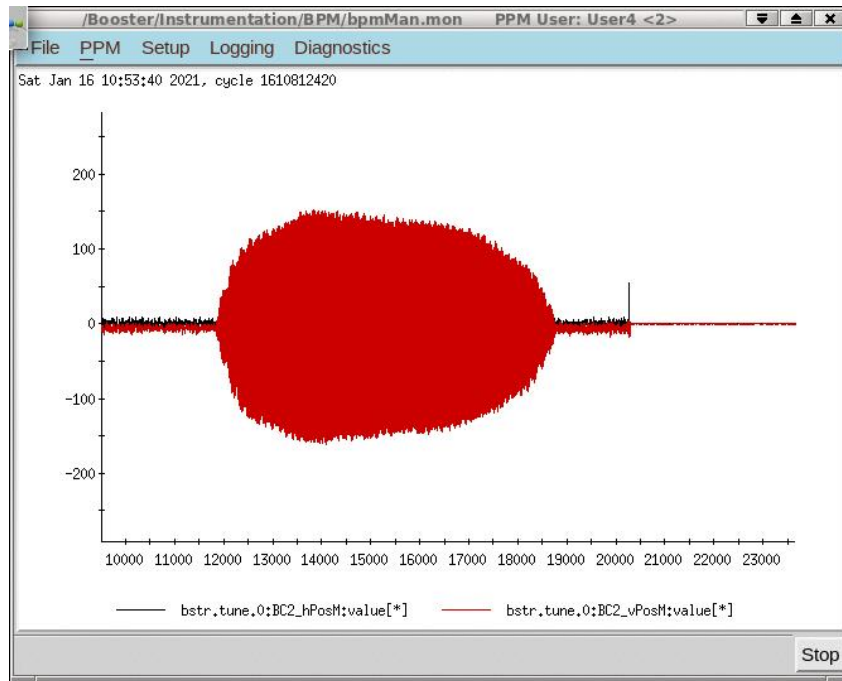 /Booster/Instrumentation/BPM/bpmMan.mon PPM User: User4 <2>
File PPM Setup Logging Diagnostics
Sat Jan 16 10:53:40 2021, cycle 1610812420
200
100
0
-100
-200
10000 11000 12000 13000 14000 15000 16000 17000 18000 19000 20000 21000 22000 23000
bstr.tune.0:BC2_hPosM:value[*] bstr.tune.0:BC2_vPosM:value[*]
Stop